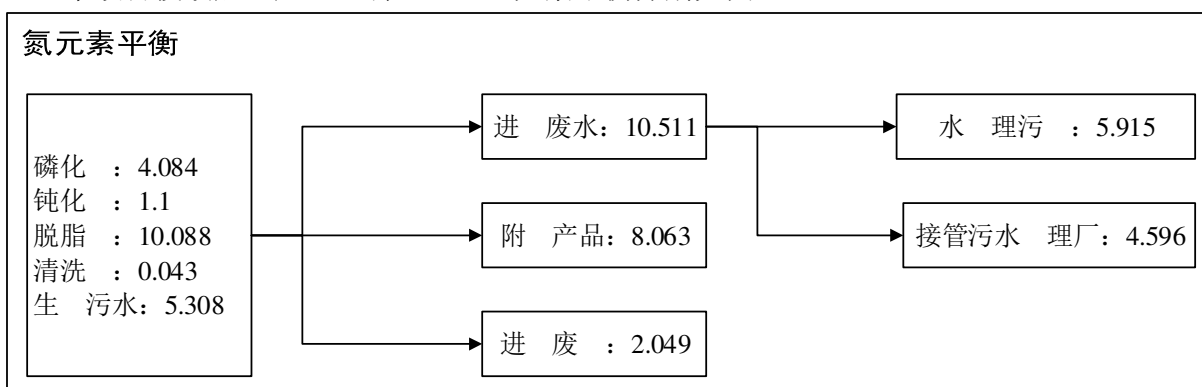 氮元素平衡
磷化 ：4.084
钝化 ：1.1
脱脂 ：10.088
清洗 ：0.043
生 污水：5.308
进 废水：10.511
附 产品：8.063
进 废 ：2.049
水 理污 ：5.915
接管污水 理厂：4.596